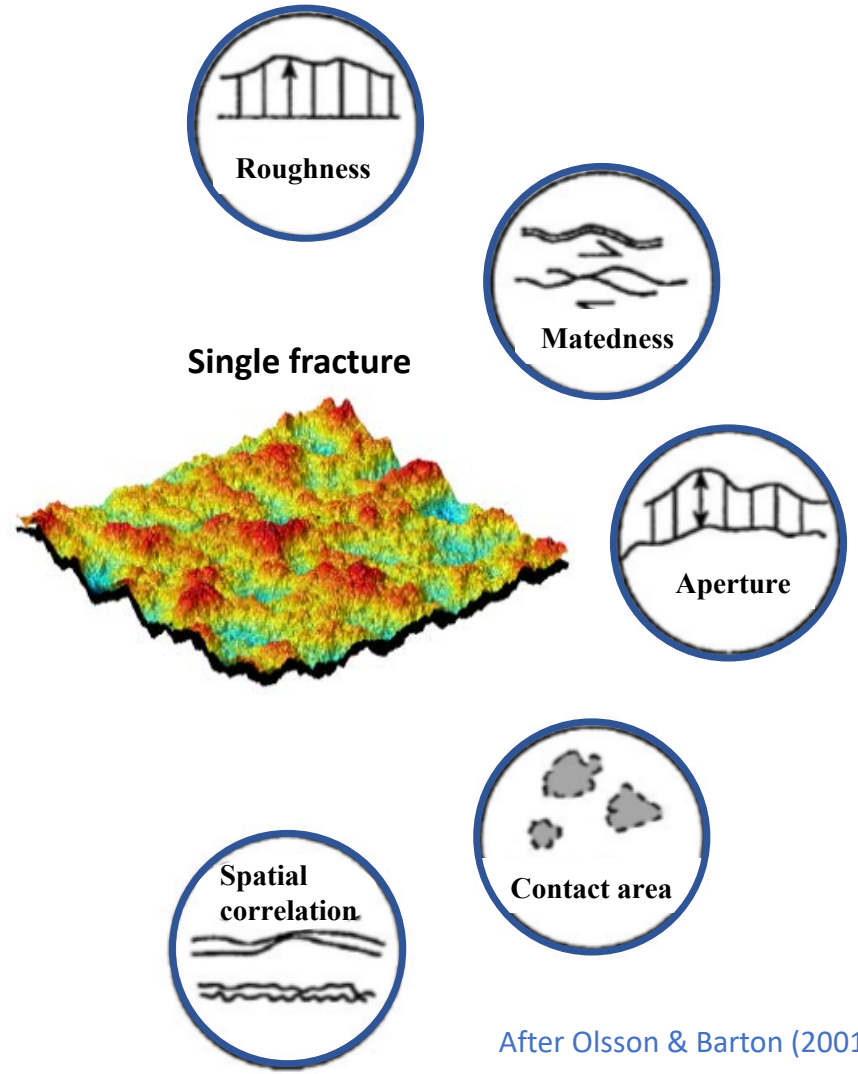 Roughness
Matedness
Single fracture
Aperture
Contact area
Spatial
correlation
After Olsson & Barton (2001